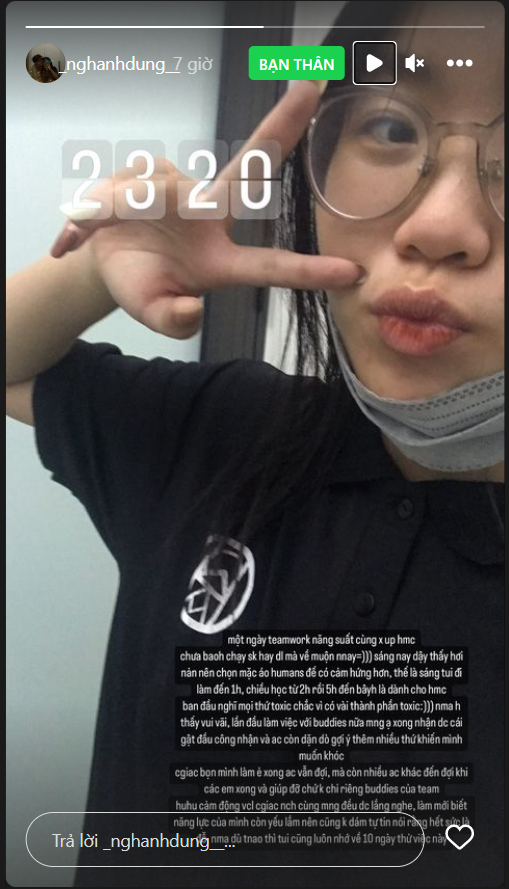 _nghanhdung__ 7 giờ
BẠN THÂN
23 20
một ngày teamwork năng suất cùng x up hmc
chưa baoh chạy sk hay dl mà về muộn nnay=))) sáng nay dậy thấy hơi
nản nên chọn mặc áo humans để có cảm hứng hơn, thế là sáng tui đi
làm đến 1h, chiều học từ 2h rồi 5h đến bâyh là dành cho hmc
ban đầu nghĩ mọi thứ toxic chắc vì có vài thành phần toxic:))) nma h
thấy vui vãi, lần đầu làm việc với buddies nữa mng ạ xong nhận dc cái
gật đầu công nhận và ac còn dặn dò gợi ý thêm nhiều thứ khiến mình
muốn khóc
cgiac bọn mình làm ê xong ac vẫn đợi, mà còn nhiều ac khác đến đợi khi
các em xong và giúp đỡ chứ k chỉ riêng buddies của team
huhu cảm động vcl cgiac nch cùng mng đều dc lắng nghe, làm mới biết
năng lực của mình còn yếu lắm nên cũng k dám tự tin nói rằng hết sức là
nma dù tnao thì tui cũng luôn nhớ về 10 ngày thử việc này
Trả lời _nghanhdung__...